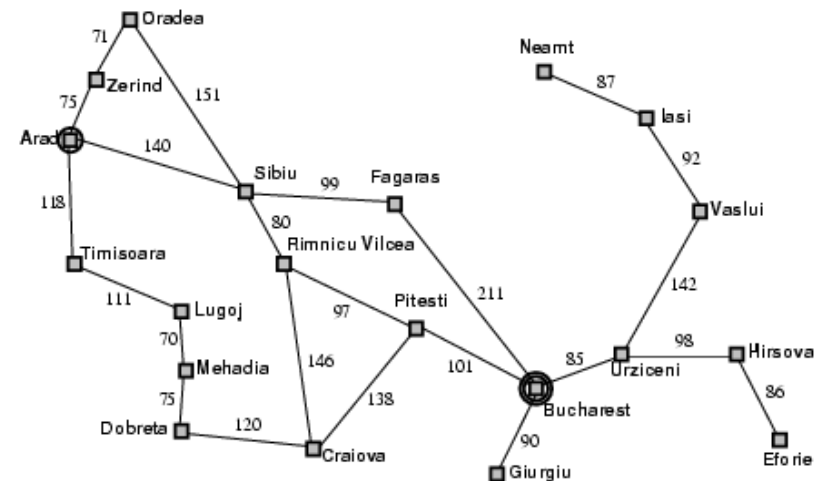 Oradea
71
Neamt
Zerind
87
75
151
Iasi
Arad
140
92
Sibiu
Fagaras
99
118
Vaslui
80
Timisoara
Rimnicu Vilcea
142
111
211
Lugoj
97
Pitesti
70
98
Hirsova
146
85
Urziceni
Mehadia
101
86
75
138
Bucharest
120
Dobreta
90
Craiova
Eforie
Giurgiu